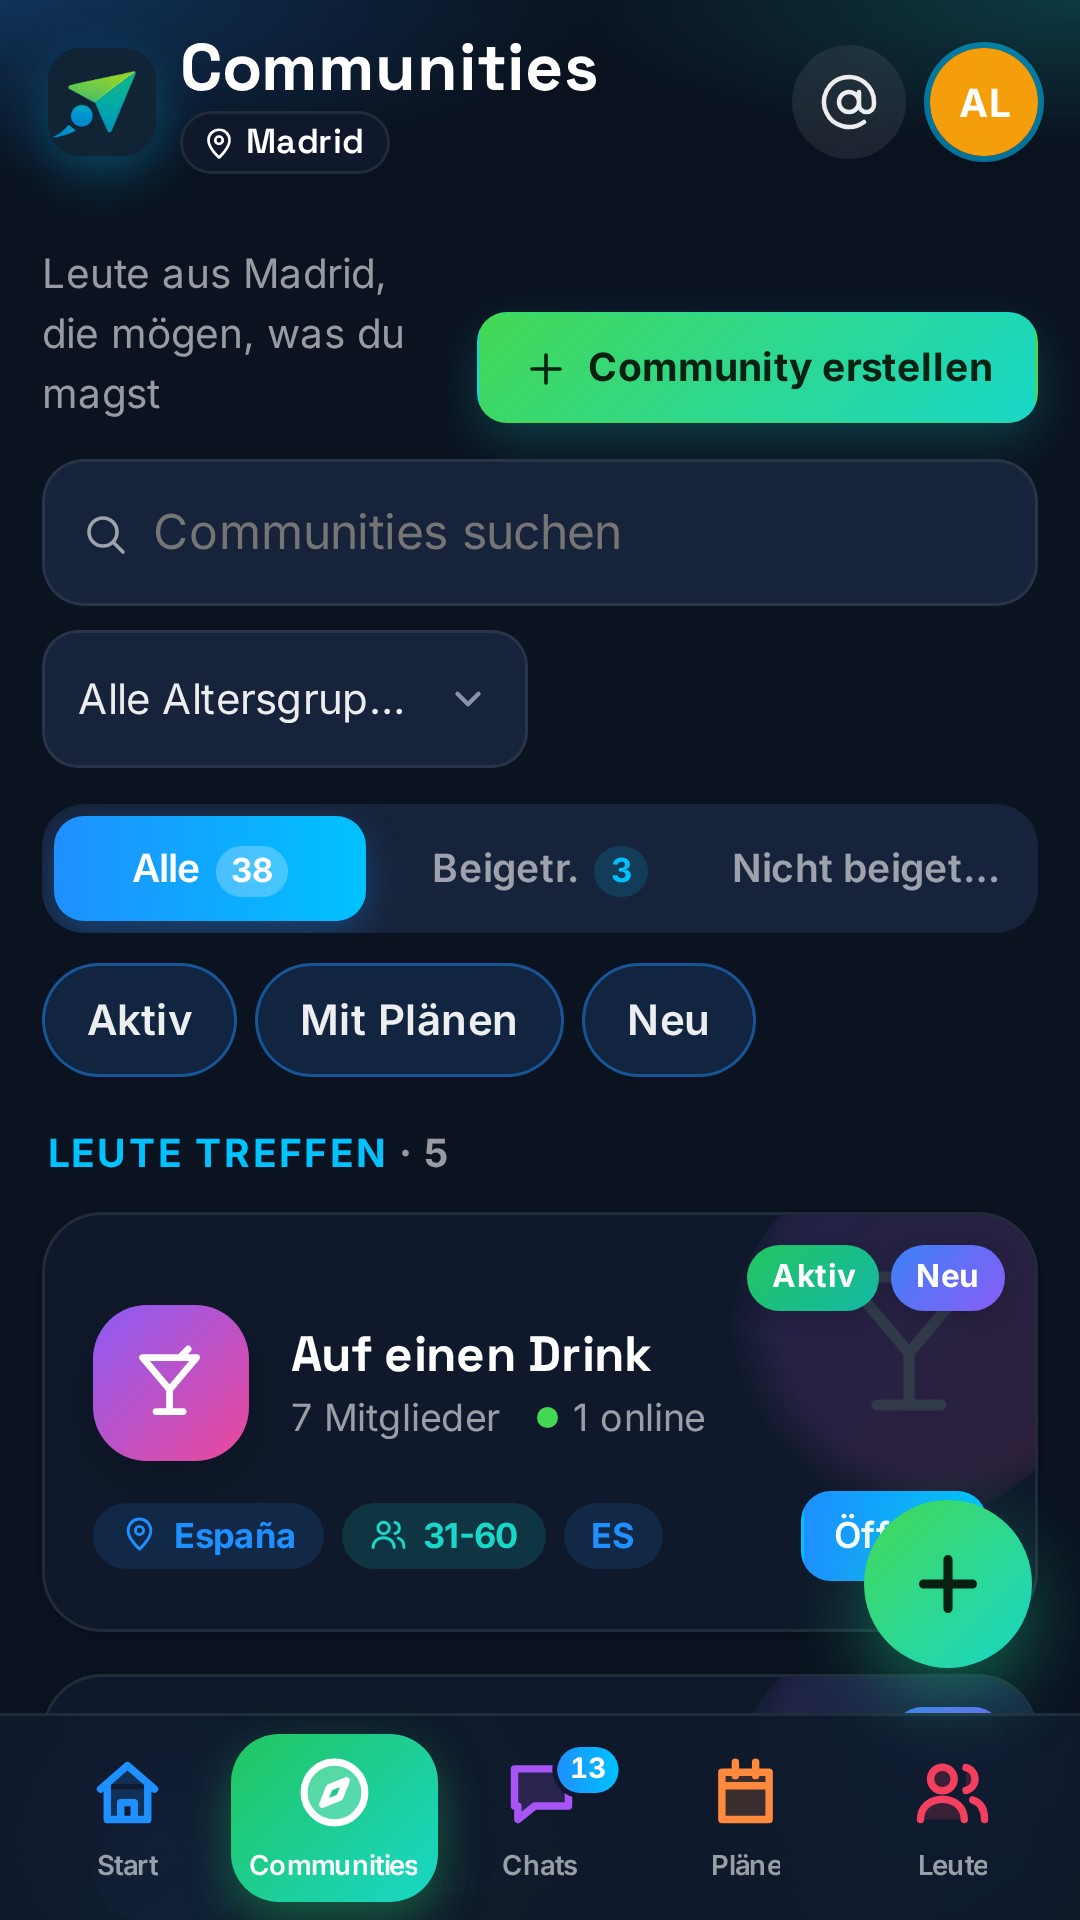 Communities
Madrid
AL
Leute aus Madrid,
die mögen, was du
magst
Community erstellen
Communities suchen
Alle Altersgrup...
Alle 38
Beigetr. 3
Nicht beiget...
Aktiv
Mit Plänen
Neu
LEUTE TREFFEN · 5
Aktiv
Neu
Auf einen Drink
7 Mitglieder
1 online
España
31-60
ES
13
Start
Communities
Chats
Pläne
Leute